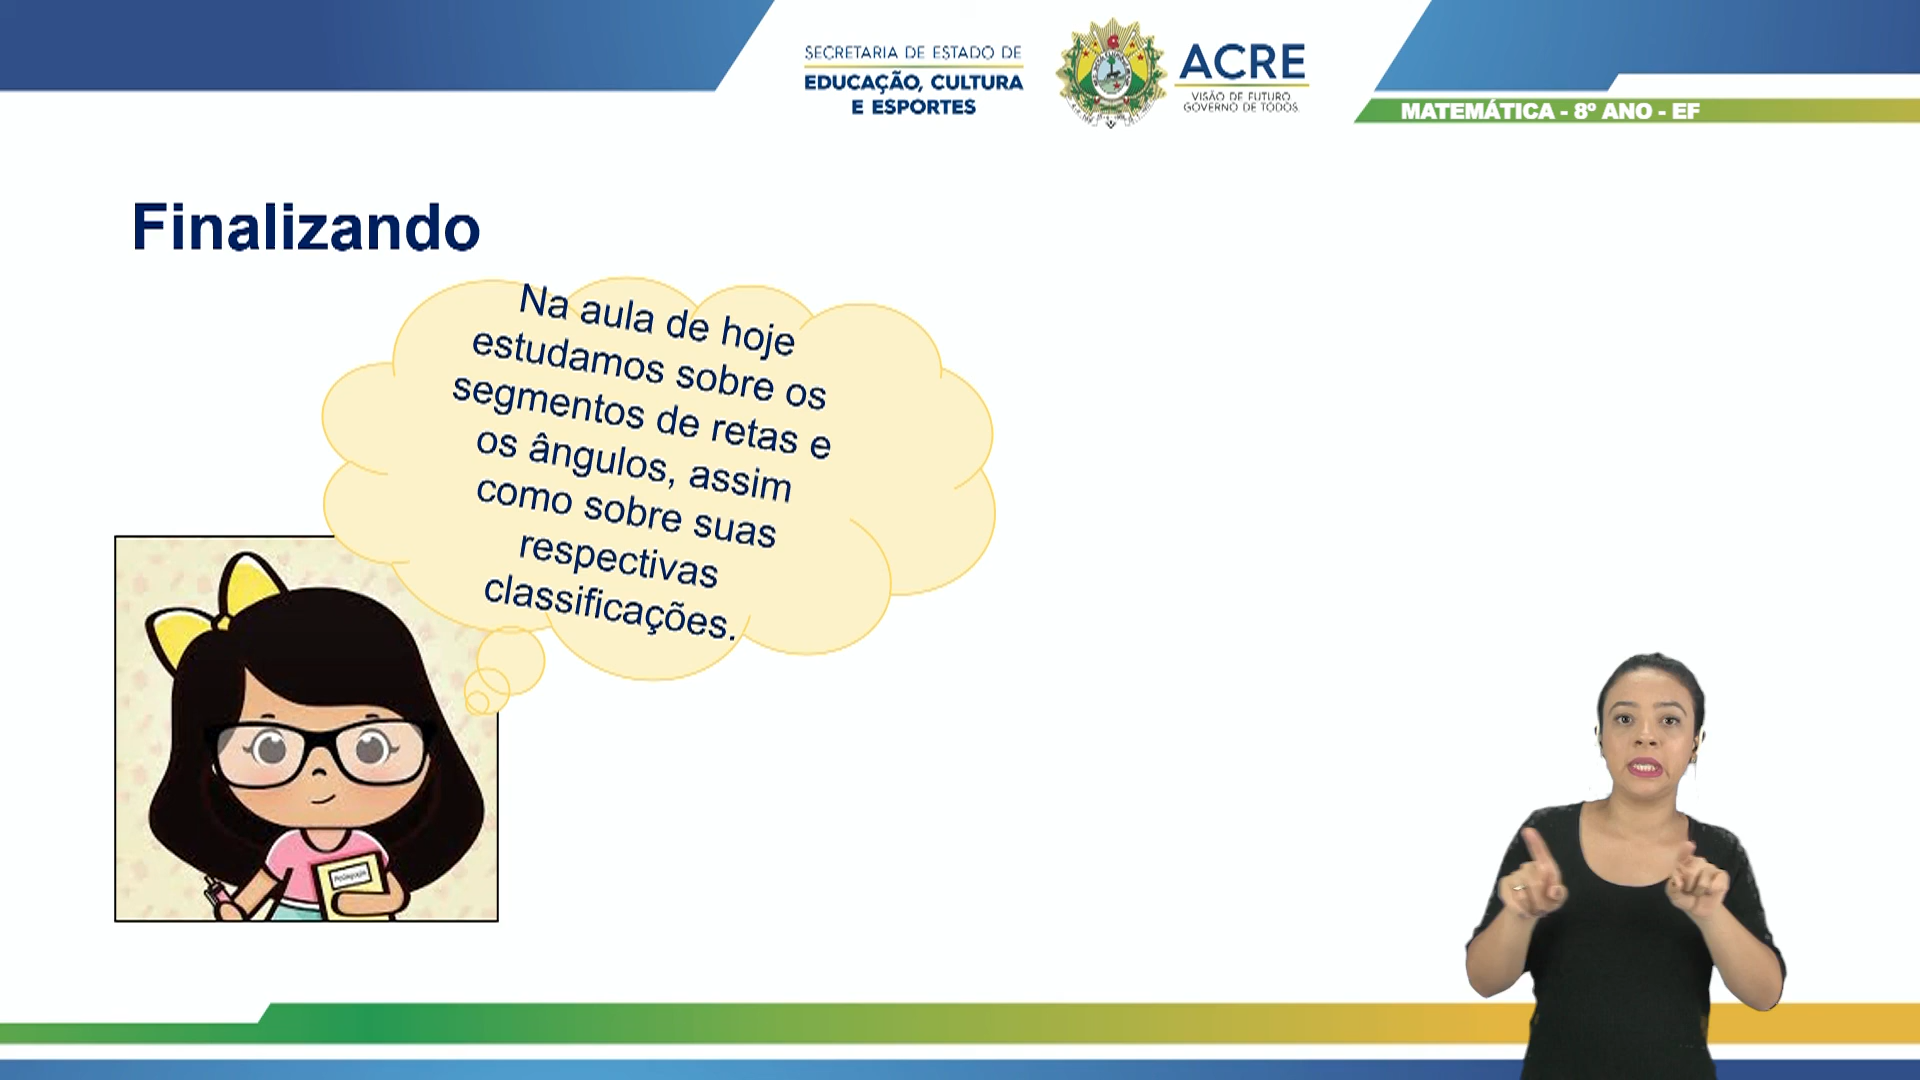 SECRETARIA DE ESTADO DE
EDUCAÇÃO, CULTURA
E ESPORTES
ACRE
VISÃO DE FUTURO
GOVERNO DE TODOS
MATEMÁTICA - 8º ANO - EF
Finalizando
Na aula de hoje
estudamos sobre os
segmentos de retas e
os ângulos, assim
como sobre suas
respectivas
classificações.